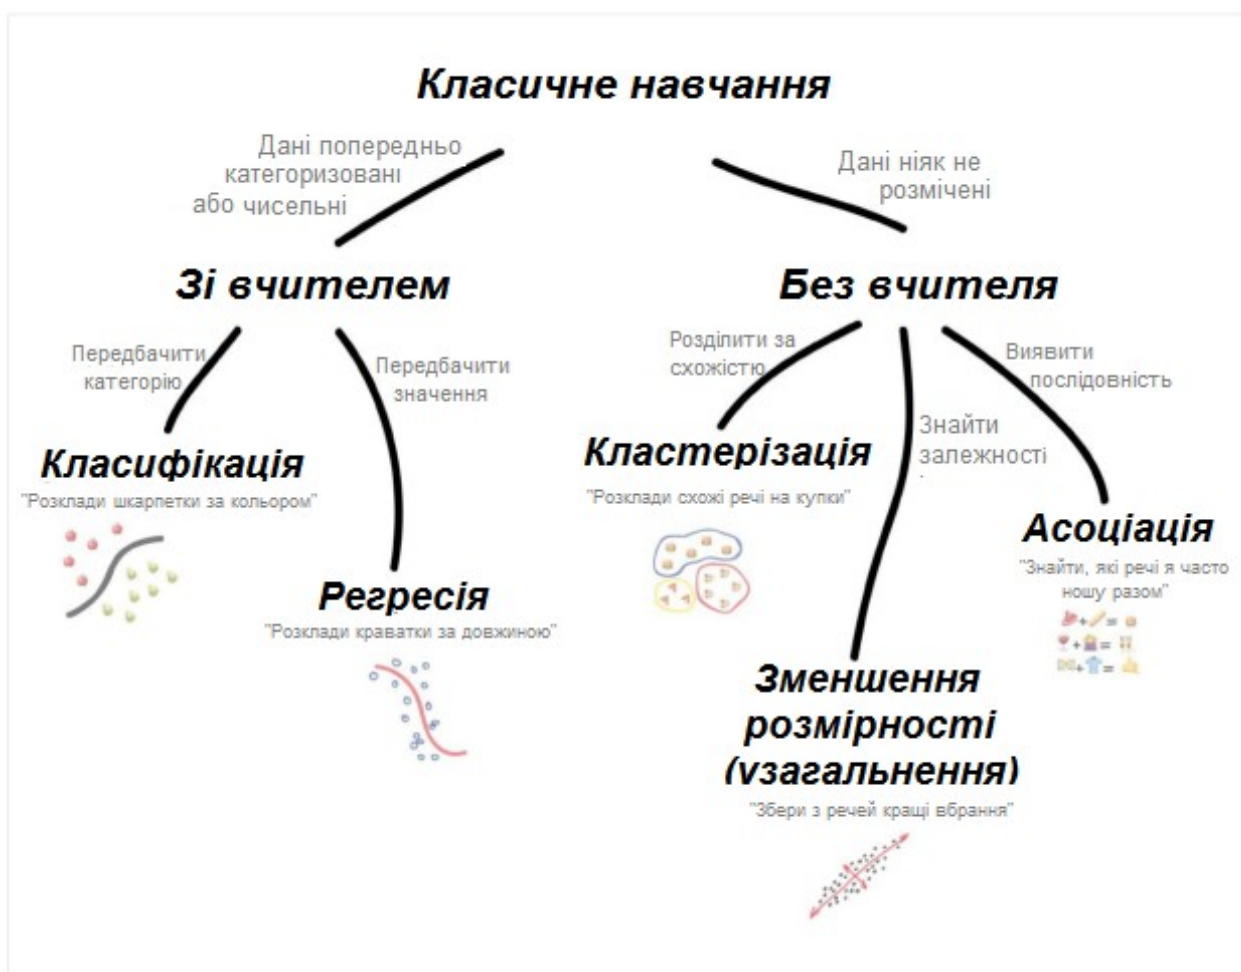 Класичне навчання
Дані попередньо
категоризовані
або чисельні
Дані ніяк не
розмічені
Зі вчителем
Без вчителя
Передбачити
категорію
Передбачити
значення
Розділити за
схожістю
Знайти
залежності
Виявити
послідовність
Класифікація
"Розклади шкарпетки за кольором"
Регресія
"Розклади краватки за довжиною"
Кластерізація
"Розклади схожі речі на купки"
Зменшення
розмірності
(узагальнення)
"Збери з речей кращі вбрання"
Асоціація
"Знайти, які речі я часто
ношу разом"
+ =
+ =
+ =